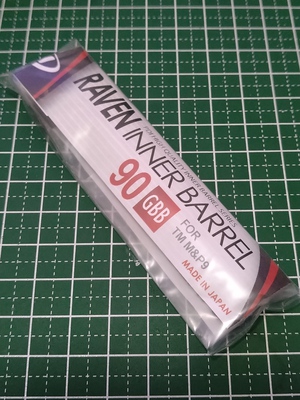 RAVEN INNER BARREL
90 GBB
FOR
TM M&P9
MADE IN JAPAN